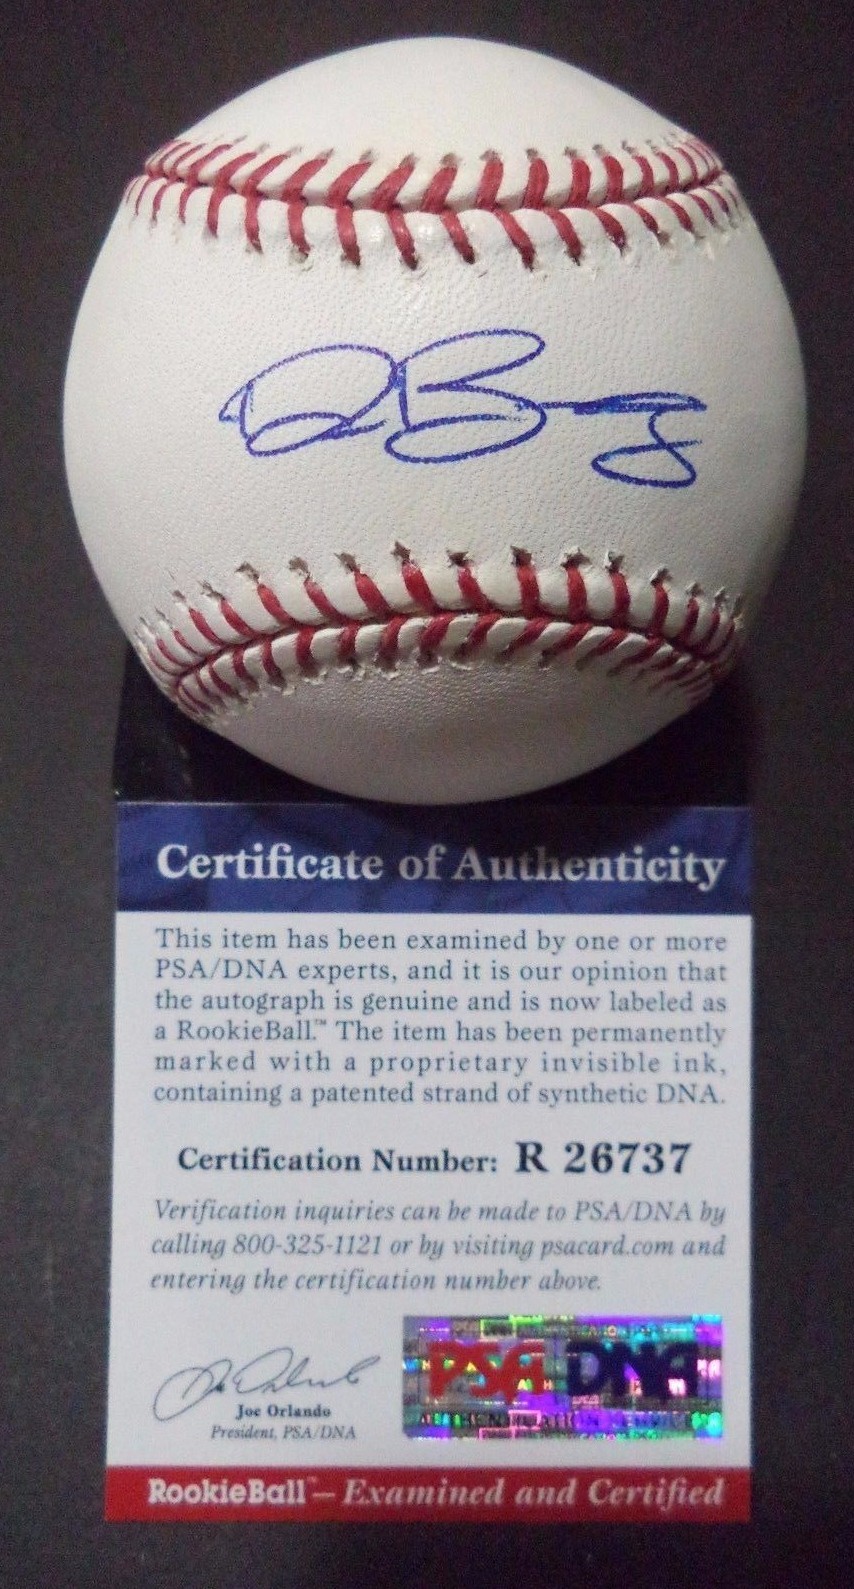 Certificate of Authenticity
This item has been examined by one or more
PSA/DNA experts, and it is our opinion that
the autograph is genuine and is now labeled as
a RookieBall.™ The item has been permanently
marked with a proprietary invisible ink,
containing a patented strand of synthetic DNA.
Certification Number: R 26737
Verification inquiries can be made to PSA/DNA by
calling 800-325-1121 or by visiting psacard.com and
entering the certification number above.
PSA DNA
Joe Orlando
President, PSA/DNA
RookieBall™ – Examined and Certified